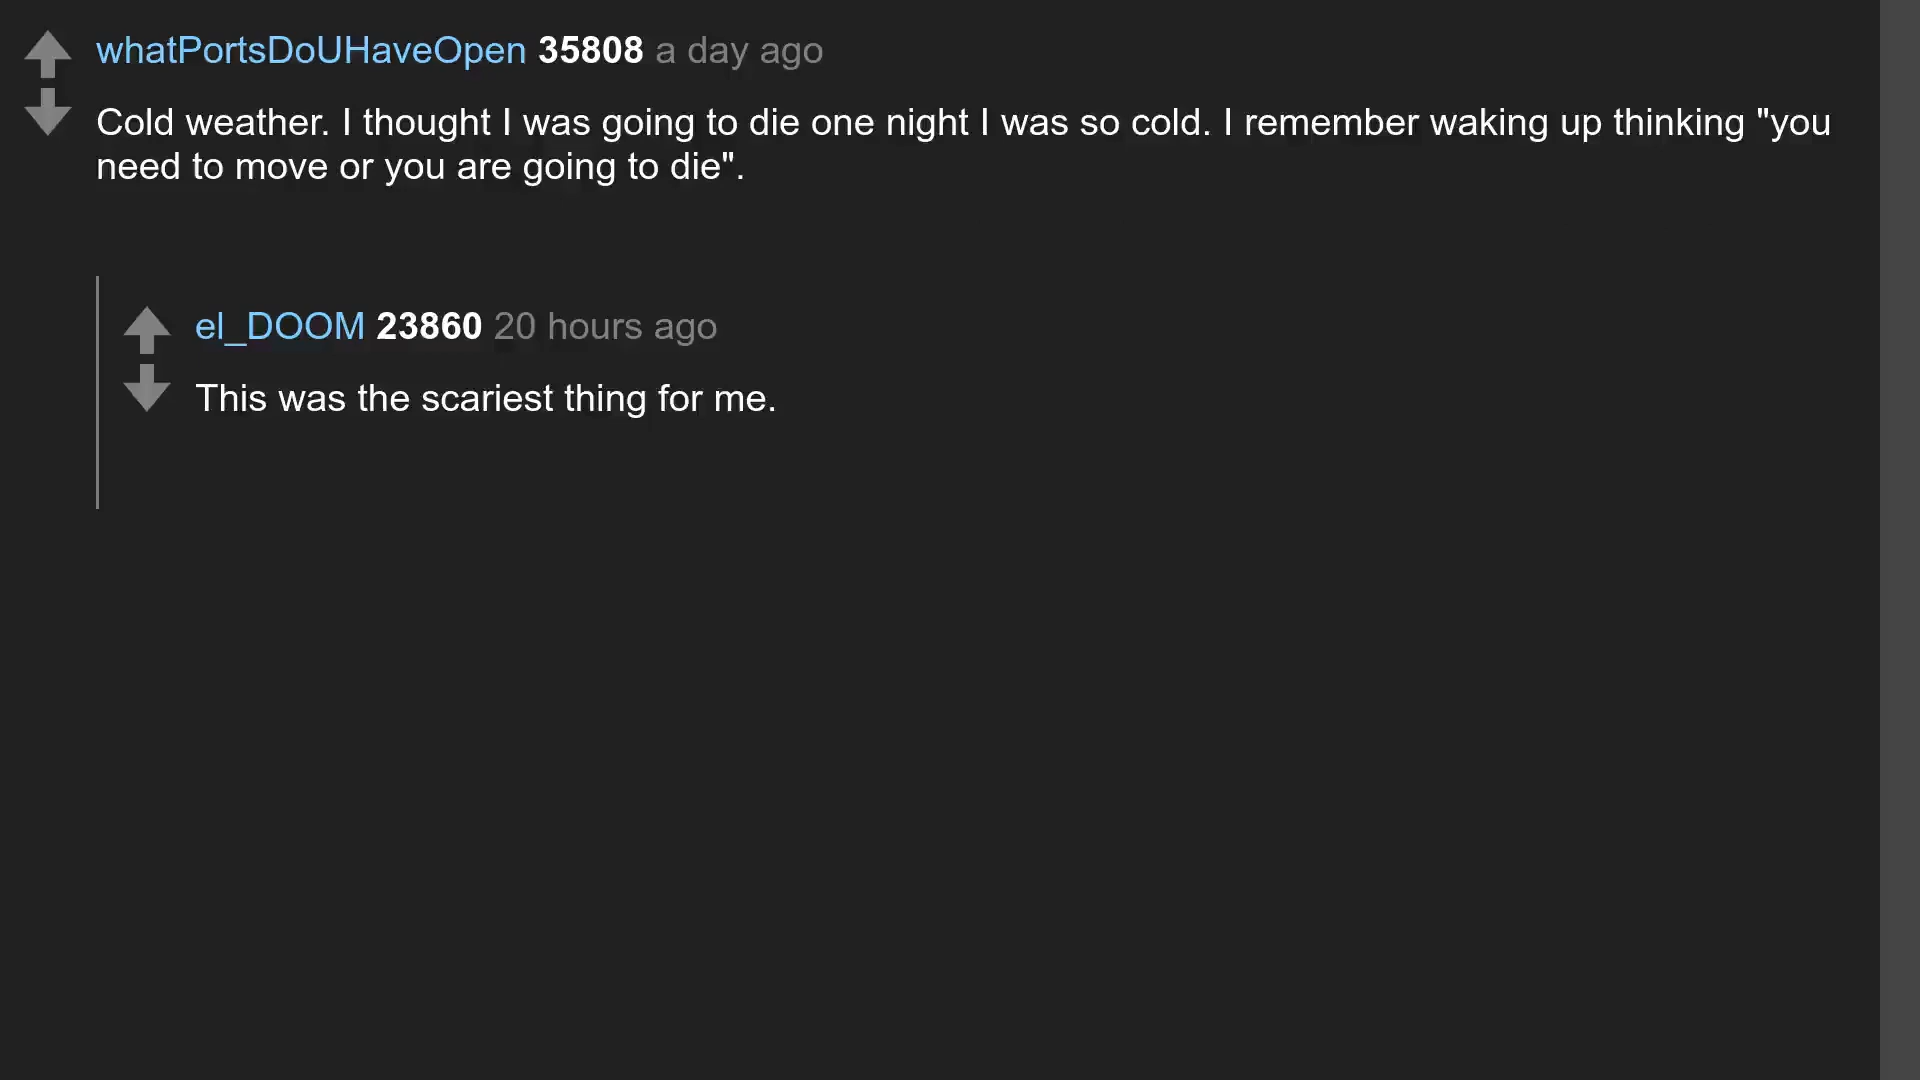 whatPortsDoUHaveOpen 35808 a day ago
Cold weather. I thought I was going to die one night I was so cold. I remember waking up thinking "you
need to move or you are going to die".
el_DOOM 23860 20 hours ago
This was the scariest thing for me.